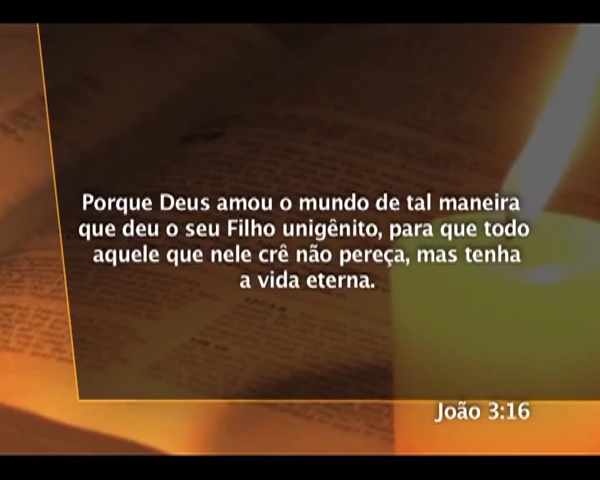 Porque Deus amou o mundo de tal maneira
que deu o seu Filho unigênito, para que todo
aquele que nele crê não pereça, mas tenha
a vida eterna.
João 3:16